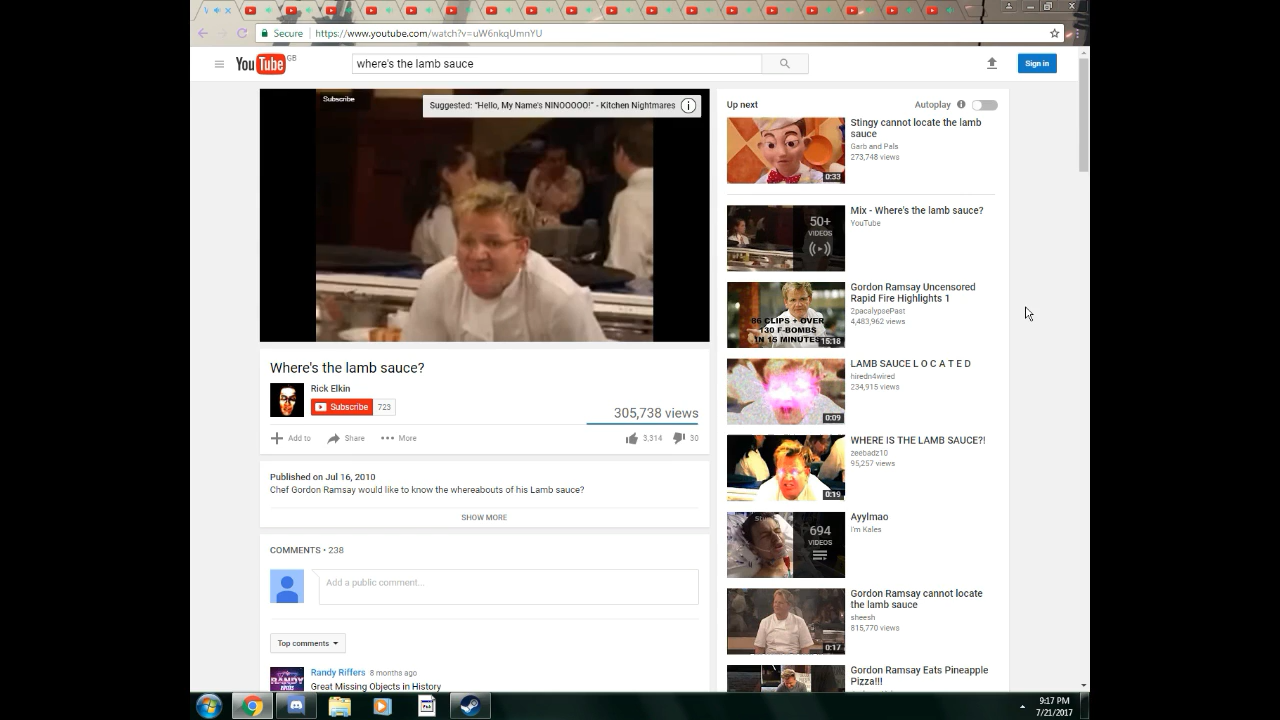 Secure
https://www.youtube.com/watch?v=uW6nkqUmnYU
YouTube GB
where's the lamb sauce
Sign in
Subscribe
Suggested: "Hello, My Name's NINOOOOO!" - Kitchen Nightmares
Where's the lamb sauce?
Rick Elkin
Subscribe 723
305,738 views
Add to Share More
3,314 30
Published on Jul 16, 2010
Chef Gordon Ramsay would like to know the whereabouts of his Lamb sauce?
SHOW MORE
COMMENTS • 238
Add a public comment...
Top comments
RANDY
Randy Riffers 8 months ago
Great Missing Objects in History
Up next
Autoplay
Stingy cannot locate the lamb
sauce
Garb and Pals
273,748 views
0:33
50+
VIDEOS
Mix - Where's the lamb sauce?
YouTube
86 CLIPS + OVER
130 F-BOMBS
IN 15 MINUTES
15:18
Gordon Ramsay Uncensored
Rapid Fire Highlights 1
2pacalypsePast
4,483,962 views
0:09
LAMB SAUCE L O C A T E D
hiredn4wired
234,915 views
0:19
WHERE IS THE LAMB SAUCE?!
zeebadz10
95,257 views
694
VIDEOS
Ayylmao
I'm Kales
0:17
Gordon Ramsay cannot locate
the lamb sauce
sheesh
815,770 views
Gordon Ramsay Eats Pineapple
Pizza!!!
9:17 PM
7/21/2017